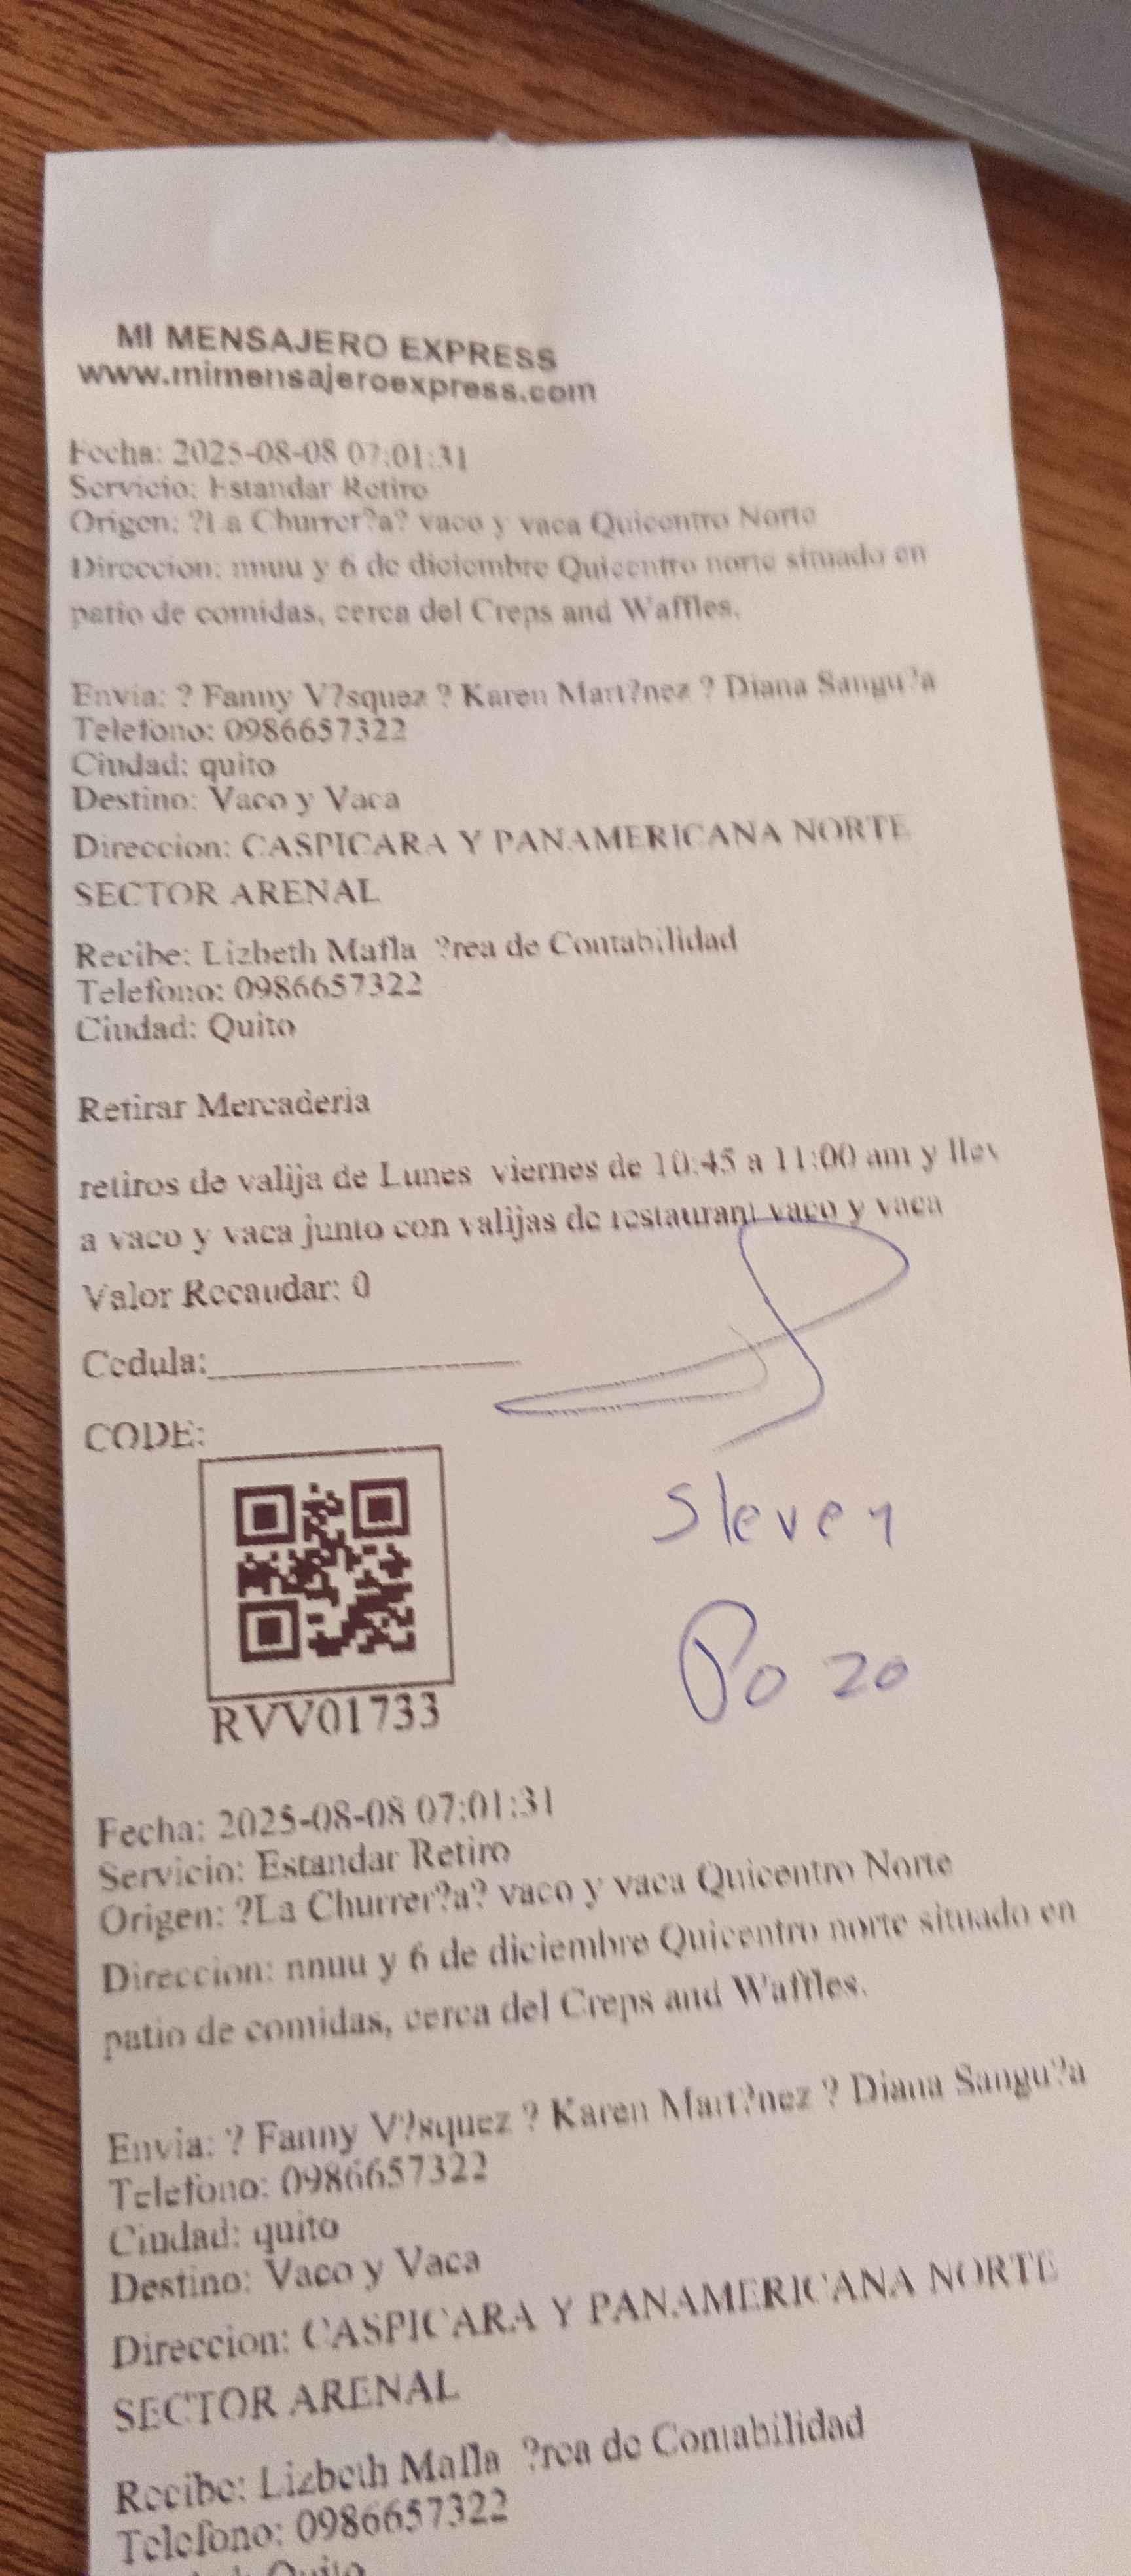 MI MENSAJERO EXPRESS
www.mimensajeroexpress.com
Fecha: 2025-08-08 07:01:31
Servicio: Estandar Retiro
Origen: ?La Churrer?a? vaco y vaca Quicentro Norte
Direccion: nnuu y 6 de diciembre Quicentro norte situado en
patio de comidas, cerca del Creps and Waffles.
Envia: ? Fanny V?squez ? Karen Mart?nez ? Diana Sangu?a
Telefono: 0986657322
Ciudad: quito
Destino: Vaco y Vaca
Direccion: CASPICARA Y PANAMERICANA NORTE
SECTOR ARENAL
Recibe: Lizbeth Mafla ?rea de Contabilidad
Telefono: 0986657322
Ciudad: Quito
Retirar Mercaderia
retiros de valija de Lunes viernes de 10:45 a 11:00 am y llev
a vaco y vaca junto con valijas de restaurant vaco y vaca
Valor Recaudar: 0
Cedula:
CODE:
Steven
Pozo
RVV01733
Fecha: 2025-08-08 07:01:31
Servicio: Estandar Retiro
Origen: ?La Churrer?a? vaco y vaca Quicentro Norte
Direccion: nnuu y 6 de diciembre Quicentro norte situado en
patio de comidas, cerca del Creps and Waffles.
Envia: ? Fanny V?squez ? Karen Mart?nez ? Diana Sangu?a
Telefono: 0986657322
Ciudad: quito
Destino: Vaco y Vaca
Direccion: CASPICARA Y PANAMERICANA NORTE
SECTOR ARENAL
Recibe: Lizbeth Mafla ?rea de Contabilidad
Telefono: 0986657322
Quito